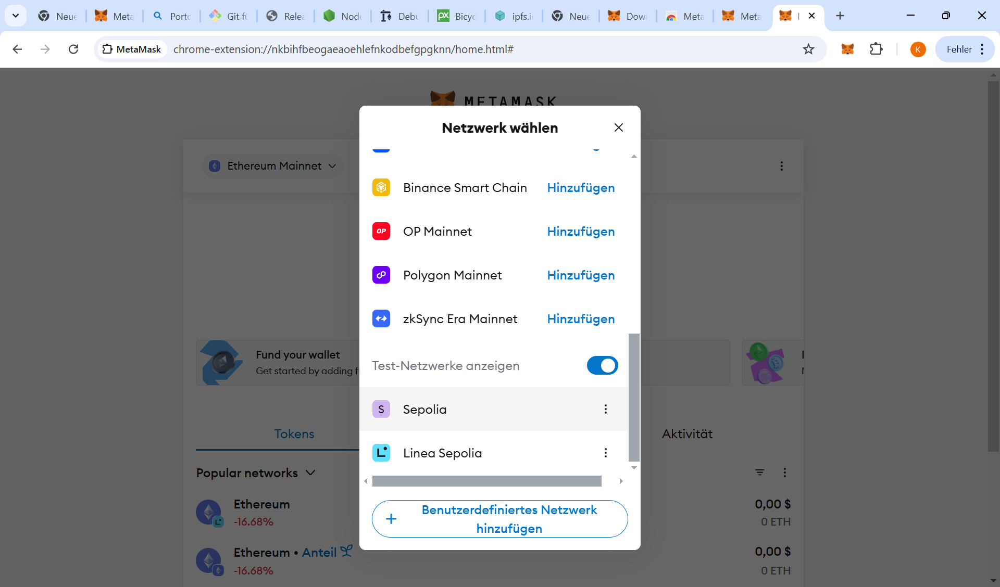 Neue
Meta
Porto
Git fü
Relea
Node
Debu
Bicyc
ipfs.io
Neue
Dow
Meta
Meta
MetaMask
chrome-extension://nkbihfbeogaeaoehlefnkodbefgpgknn/home.html#
K
Fehler
METAMASK
Netzwerk wählen
Ethereum Mainnet
Binance Smart Chain
Hinzufügen
OP
OP Mainnet
Hinzufügen
Polygon Mainnet
Hinzufügen
zkSync Era Mainnet
Hinzufügen
Fund your wallet
Get started by adding f
Test-Netzwerke anzeigen
S
Sepolia
Tokens
Aktivität
L
Linea Sepolia
Popular networks
Benutzerdefiniertes Netzwerk
hinzufügen
Ethereum
0,00 $
-16.68%
0 ETH
Ethereum • Anteil
0,00 $
-16.68%
0 ETH